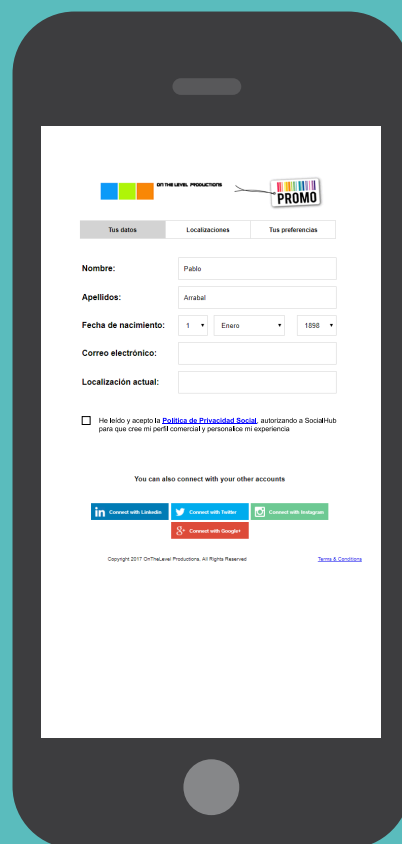 ON THE LEVEL PRODUCTIONS
PROMO
Tus datos Localizaciones Tus preferencias
Nombre: Pablo
Apellidos: Arrabal
Fecha de nacimiento: 1 Enero 1898
Correo electrónico:
Localización actual:
He leído y acepto la Política de Privacidad Social, autorizando a SocialHub
para que cree mi perfil comercial y personalice mi experiencia
You can also connect with your other accounts
in Connect with Linkedin Connect with Twitter Connect with Instagram
g+ Connect with Google+
Copyright 2017 OnTheLevel Productions. All Rights Reserved Terms & Conditions